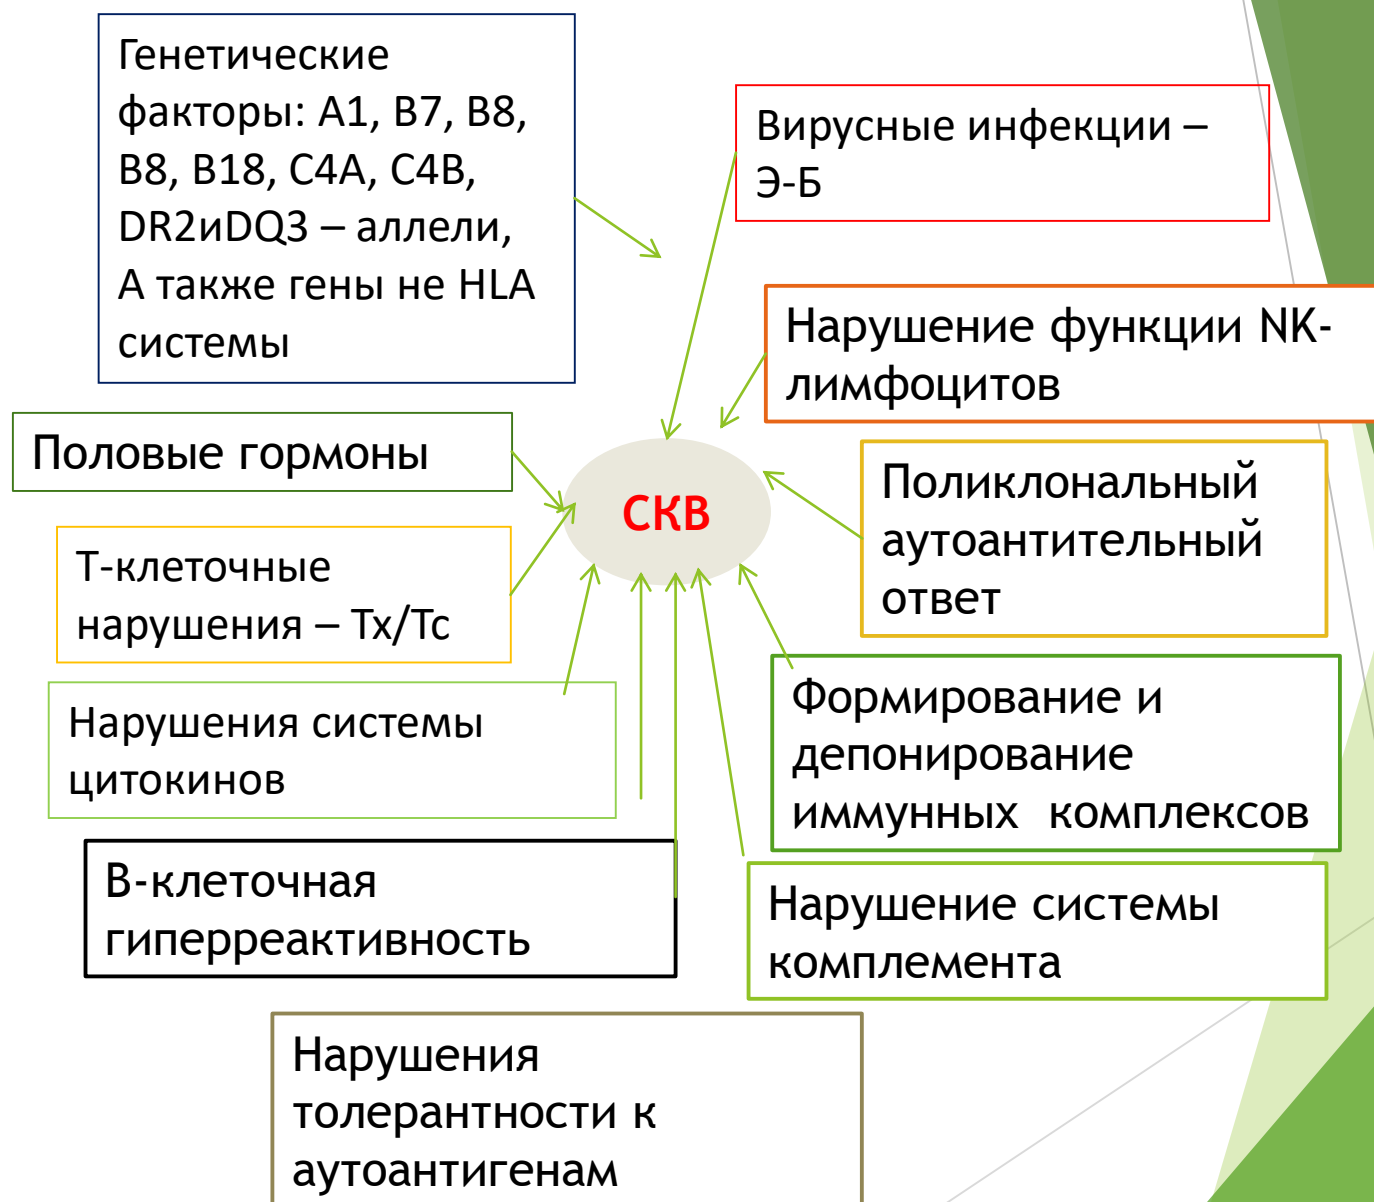 Генетические
факторы: А1, В7, В8,
В8, В18, С4А, С4В,
DR2иDQ3 – аллели,
А также гены не HLA
системы
Вирусные инфекции –
Э-Б
Нарушение функции NK-
лимфоцитов
Половые гормоны
СКВ
Поликлональный
аутоантительный
ответ
Т-клеточные
нарушения – Тх/Тс
Нарушения системы
цитокинов
Формирование и
депонирование
иммунных комплексов
В-клеточная
гиперреактивность
Нарушение системы
комплемента
Нарушения
толерантности к
аутоантигенам